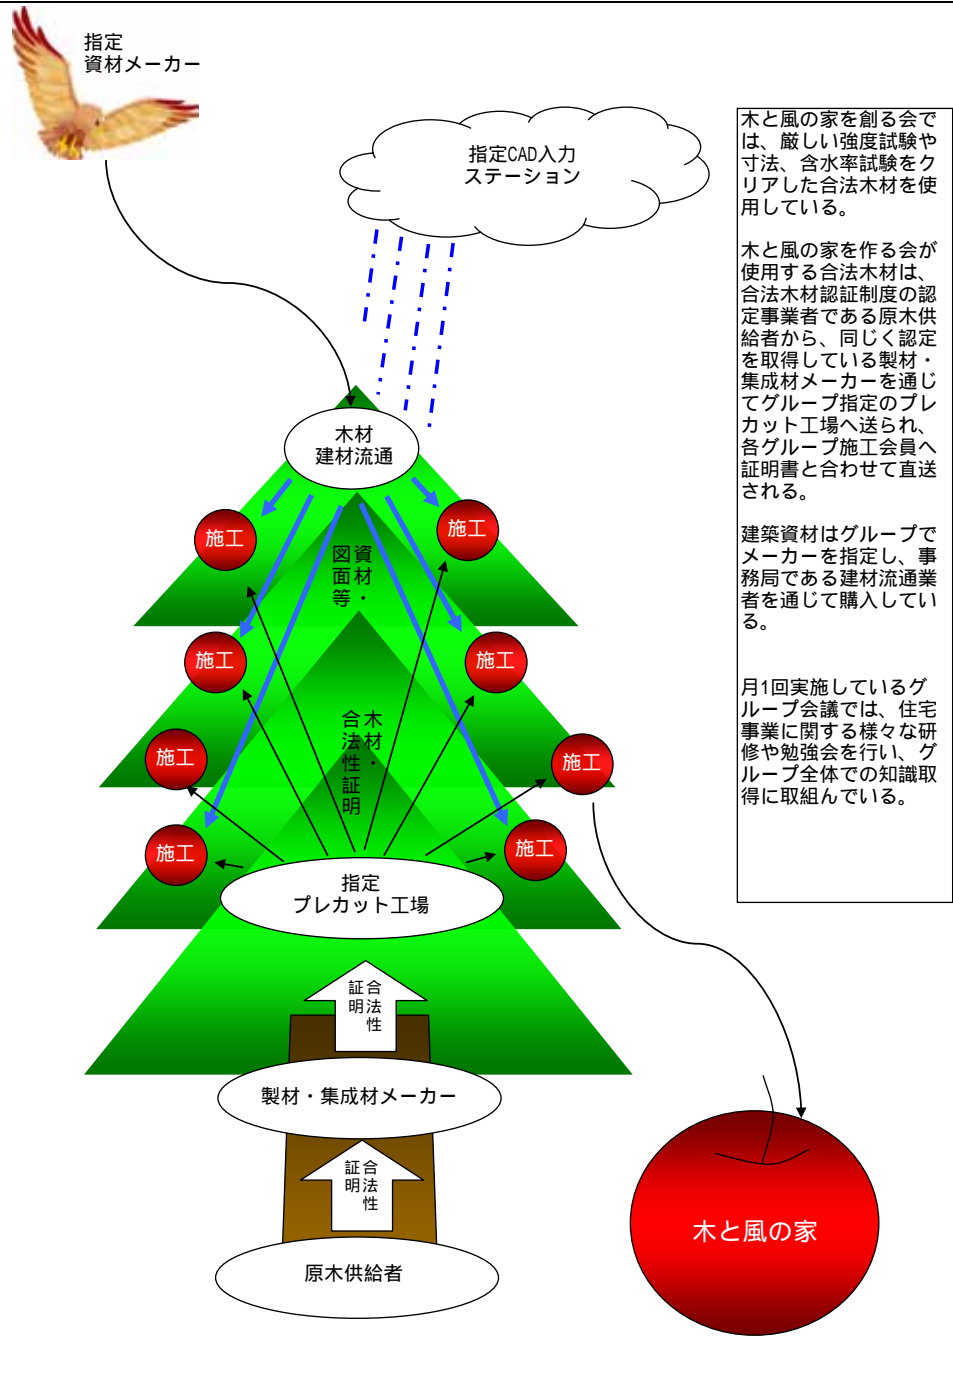 指定
資材メーカー
指定CAD入力
ステーション
木と風の家を創る会で
は、厳しい強度試験や
寸法、含水率試験をク
リアした合法木材を使
用している。
木と風の家を作る会が
使用する合法木材は、
合法木材認証制度の認
定事業者である原木供
給者から、同じく認定
を取得している製材・
集成材メーカーを通じ
てグループ指定のプレ
カット工場へ送られ、
各グループ施工会員へ
証明書と合わせて直送
される。
建築資材はグループで
メーカーを指定し、事
務局である建材流通業
者を通じて購入してい
る。
月1回実施しているグ
ループ会議では、住宅
事業に関する様々な研
修や勉強会を行い、グ
ループ全体での知識取
得に取組んでいる。
木材
建材流通
施工
施工
資材・
図面等
施工
施工
木材・
合法性証明
施工
施工
施工
施工
指定
プレカット工場
合法性
証明
製材・集成材メーカー
合法性
証明
原木供給者
木と風の家